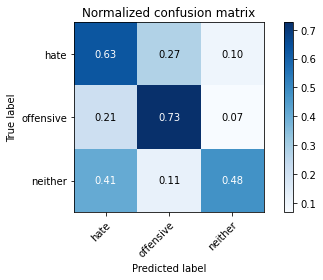 Normalized confusion matrix
hate 0.63 0.27 0.10
offensive 0.21 0.73 0.07
neither 0.41 0.11 0.48
hate offensive neither
True label
Predicted label
0.7
0.6
0.5
0.4
0.3
0.2
0.1